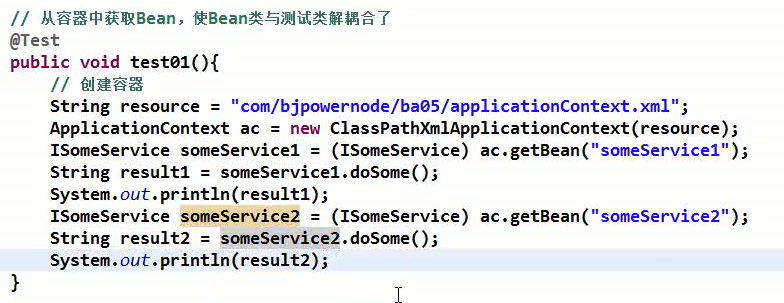 // 从容器中获取Bean，使Bean类与测试类解耦合了
@Test
public void test01(){
    // 创建容器
    String resource = "com/bjpowernode/ba05/applicationContext.xml";
    ApplicationContext ac = new ClassPathXmlApplicationContext(resource);
    ISomeService someService1 = (ISomeService) ac.getBean("someService1");
    String result1 = someService1.doSome();
    System.out.println(result1);
    ISomeService someService2 = (ISomeService) ac.getBean("someService2");
    String result2 = someService2.doSome();
    System.out.println(result2);
}